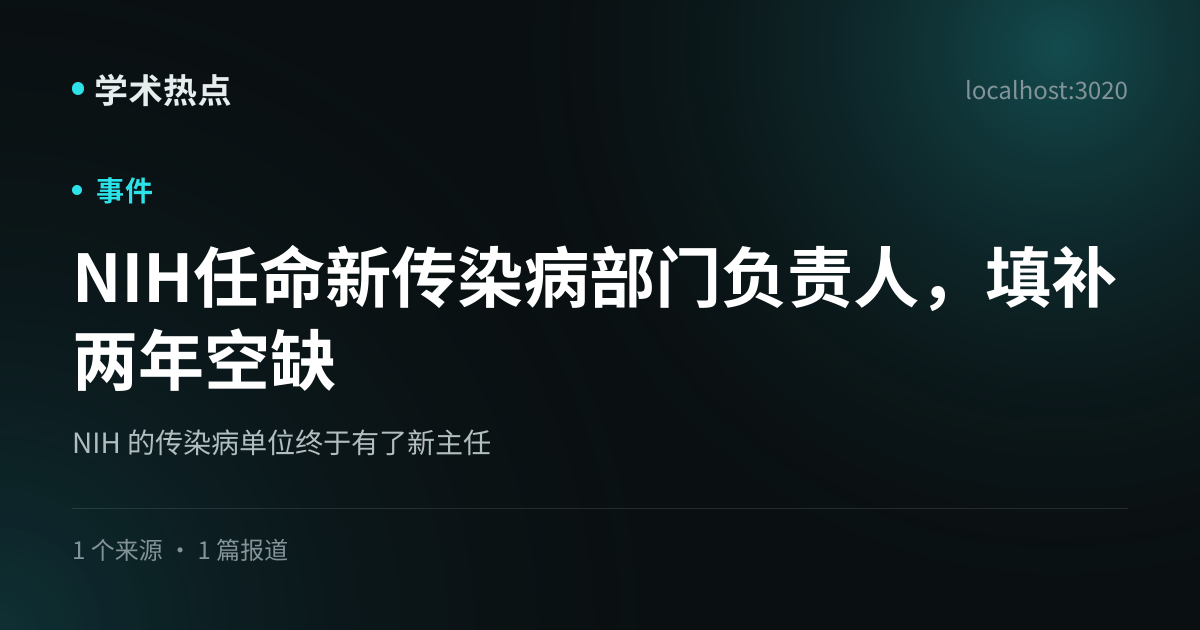 学术热点
localhost:3020
事件
NIH任命新传染病部门负责人，填补
两年空缺
NIH 的传染病单位终于有了新主任
1 个来源 · 1 篇报道